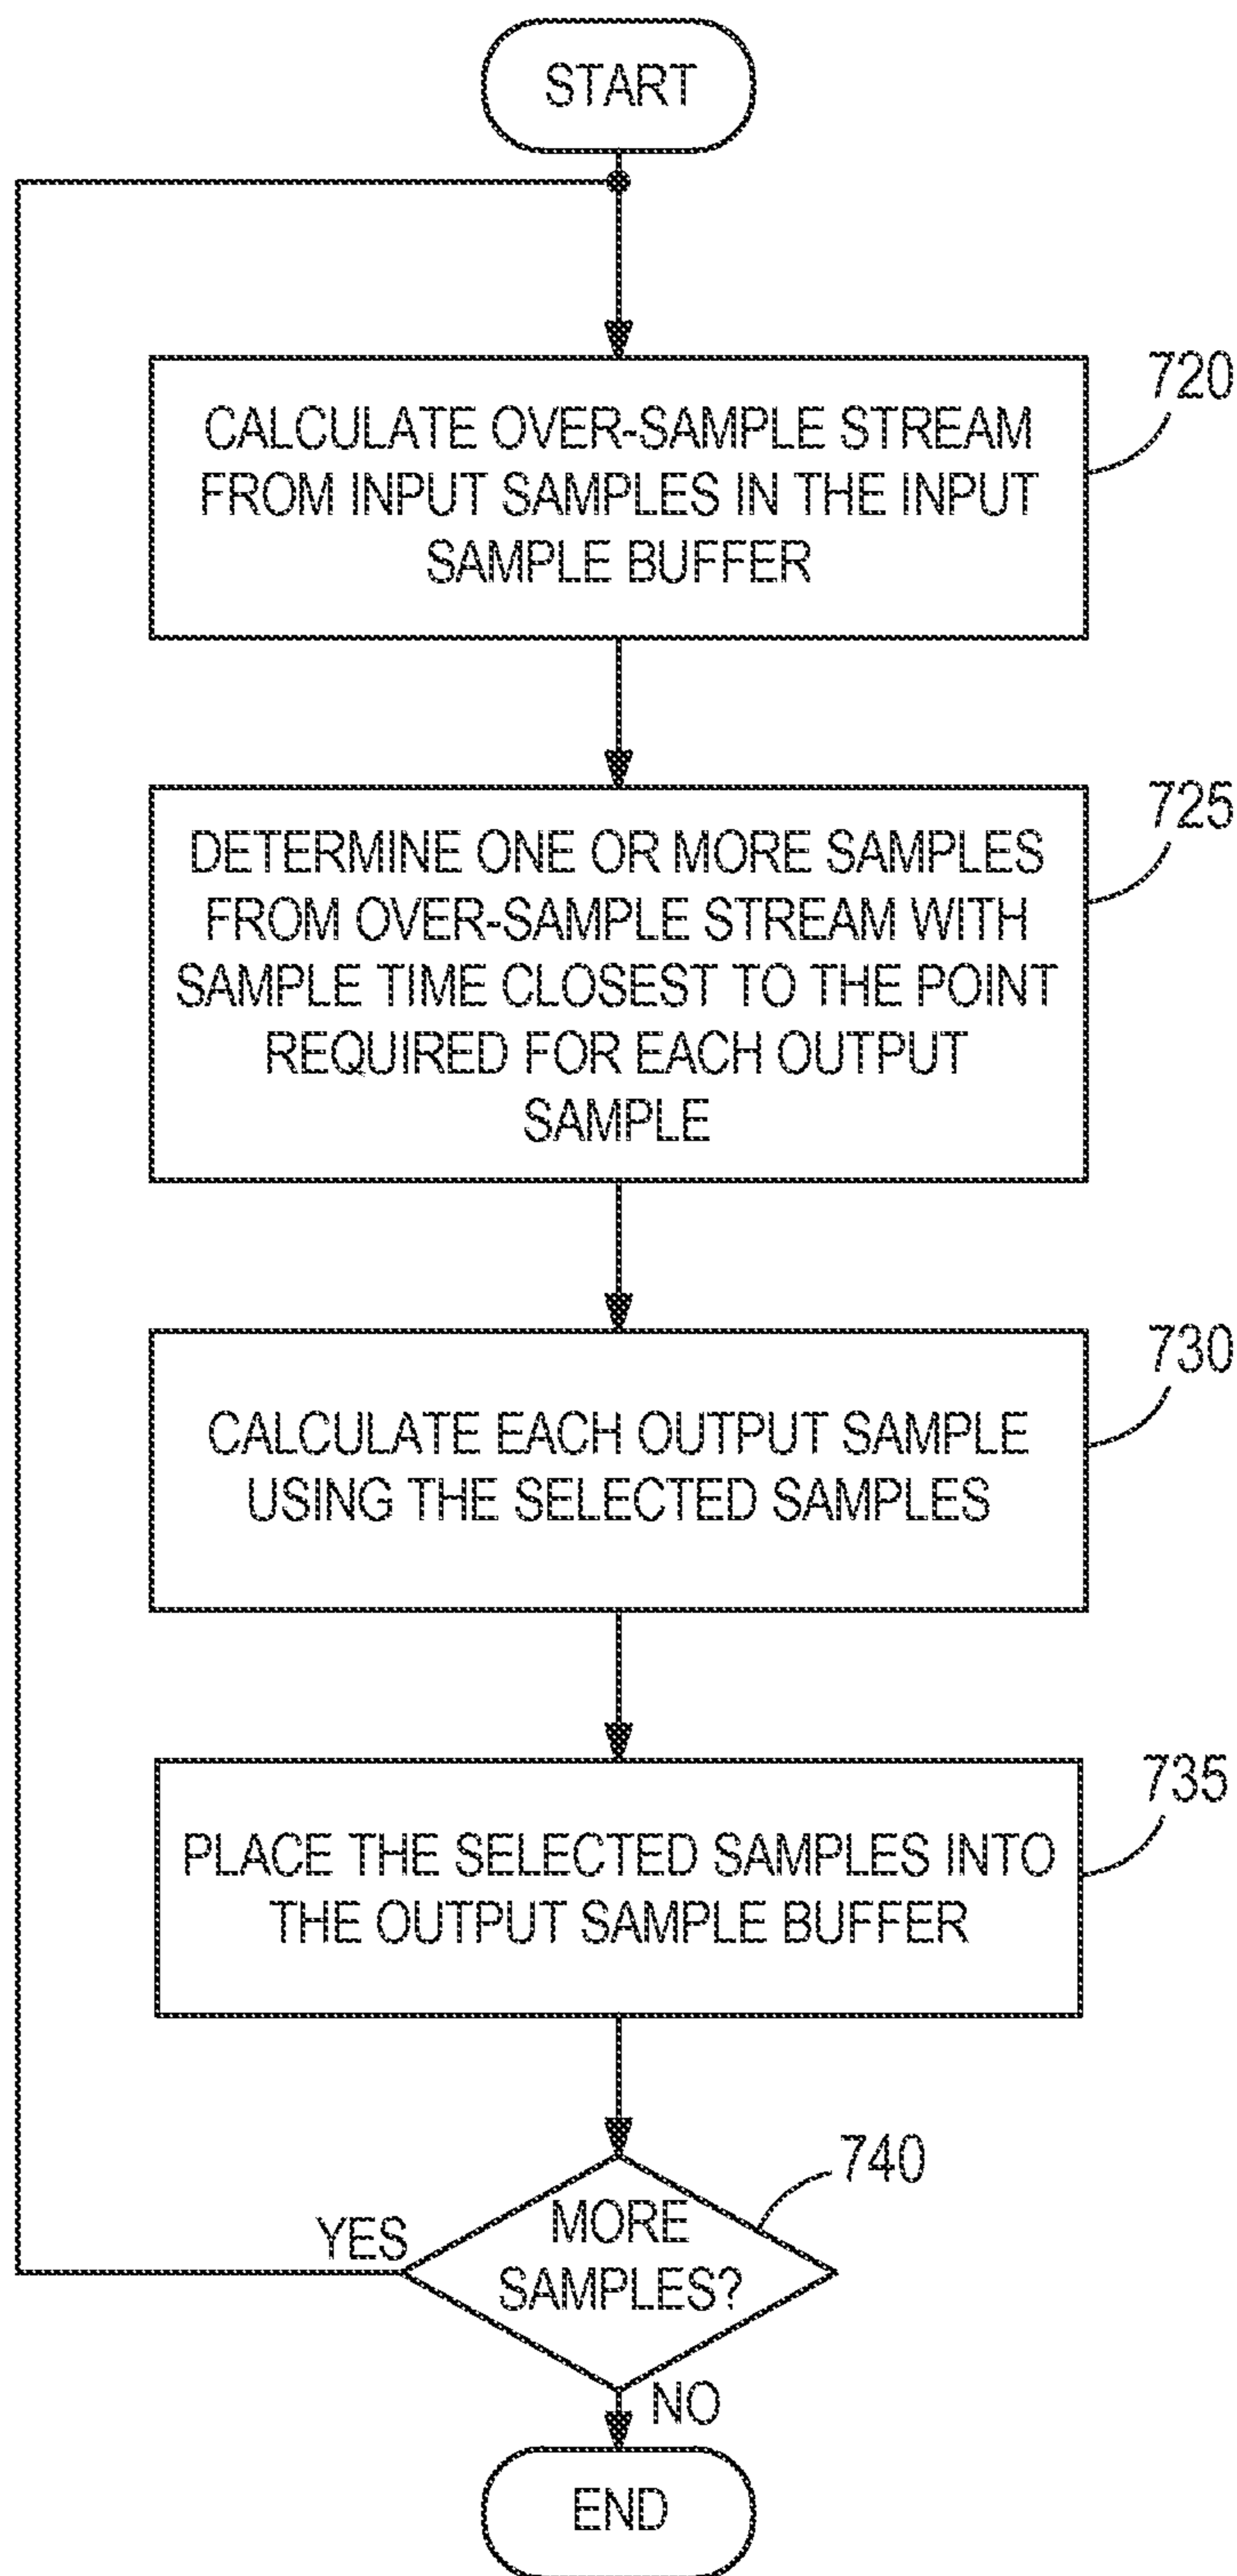 START
720
CALCULATE OVER-SAMPLE STREAM
FROM INPUT SAMPLES IN THE INPUT
SAMPLE BUFFER
725
DETERMINE ONE OR MORE SAMPLES
FROM OVER-SAMPLE STREAM WITH
SAMPLE TIME CLOSEST TO THE POINT
REQUIRED FOR EACH OUTPUT
SAMPLE
730
CALCULATE EACH OUTPUT SAMPLE
USING THE SELECTED SAMPLES
735
PLACE THE SELECTED SAMPLES INTO
THE OUTPUT SAMPLE BUFFER
740
YES
MORE
SAMPLES?
NO
END